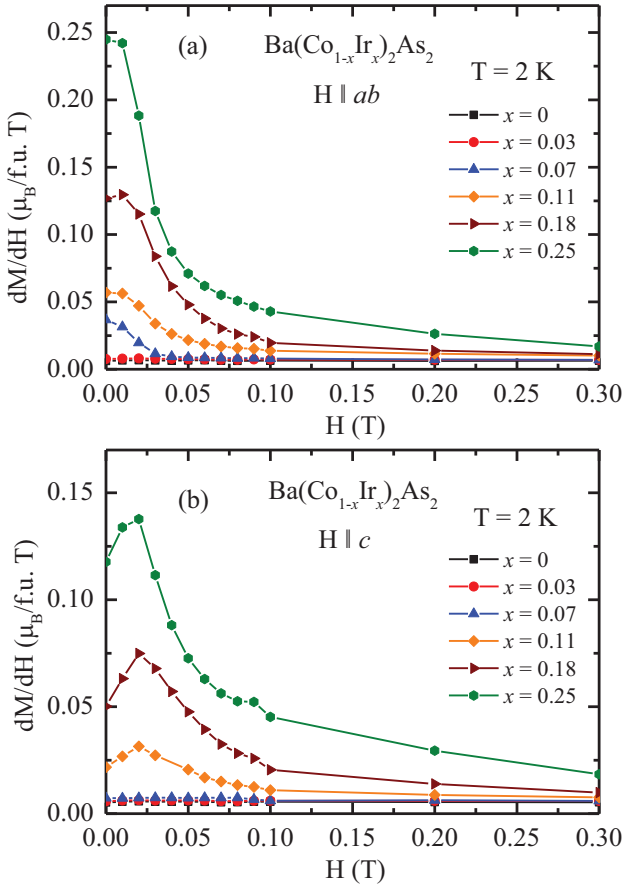 (a) Ba(Co₁₋ₓIrₓ)₂As₂
H ∥ ab
T = 2 K
x = 0
x = 0.03
x = 0.07
x = 0.11
x = 0.18
x = 0.25
dM/dH (μ_B/f.u. T)
0.25
0.20
0.15
0.10
0.05
0.00
0.00 0.05 0.10 0.15 0.20 0.25 0.30
H (T)
(b) Ba(Co₁₋ₓIrₓ)₂As₂
H ∥ c
T = 2 K
x = 0
x = 0.03
x = 0.07
x = 0.11
x = 0.18
x = 0.25
dM/dH (μ_B/f.u. T)
0.15
0.10
0.05
0.00
0.00 0.05 0.10 0.15 0.20 0.25 0.30
H (T)